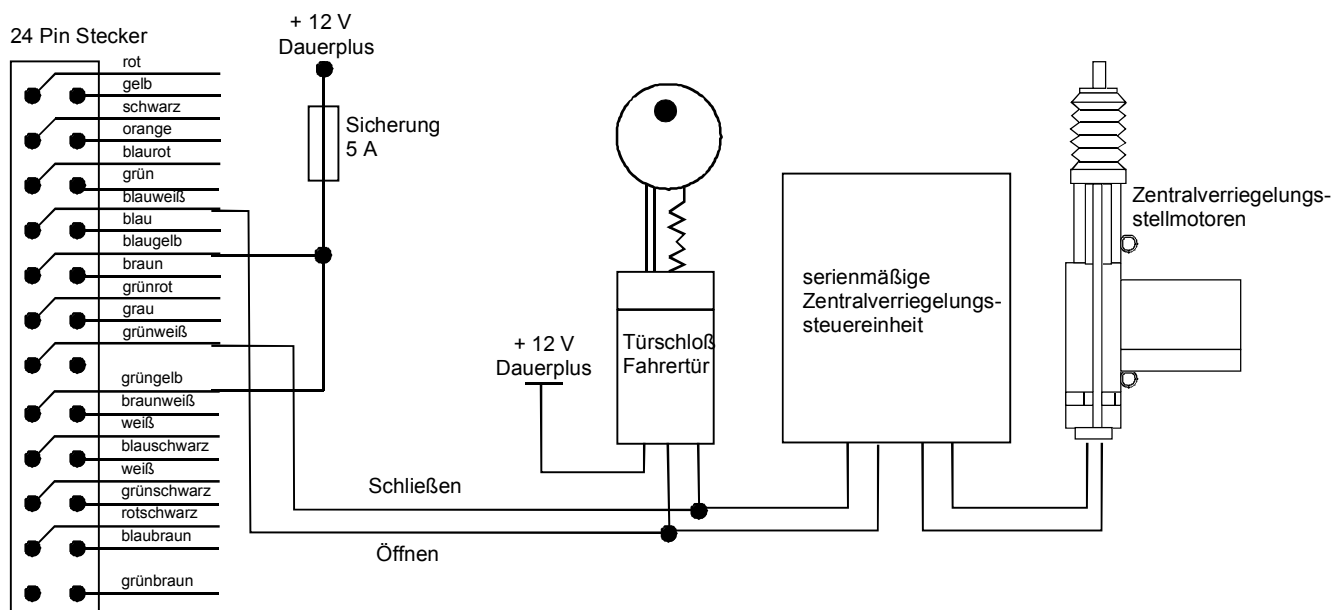 24 Pin Stecker
rot
gelb
schwarz
orange
blaurot
grün
blauweiß
blau
blaugelb
braun
grünrot
grau
grünweiß
grüngelb
braunweiß
weiß
blauschwarz
weiß
grünschwarz
rotschwarz
blaubraun
grünbraun
+ 12 V
Dauerplus
Sicherung
5 A
+ 12 V
Dauerplus
Türschloß
Fahrertür
serienmäßige
Zentralverriegelungs-
steuereinheit
Zentralverriegelungs-
stellmotoren
Schließen
Öffnen